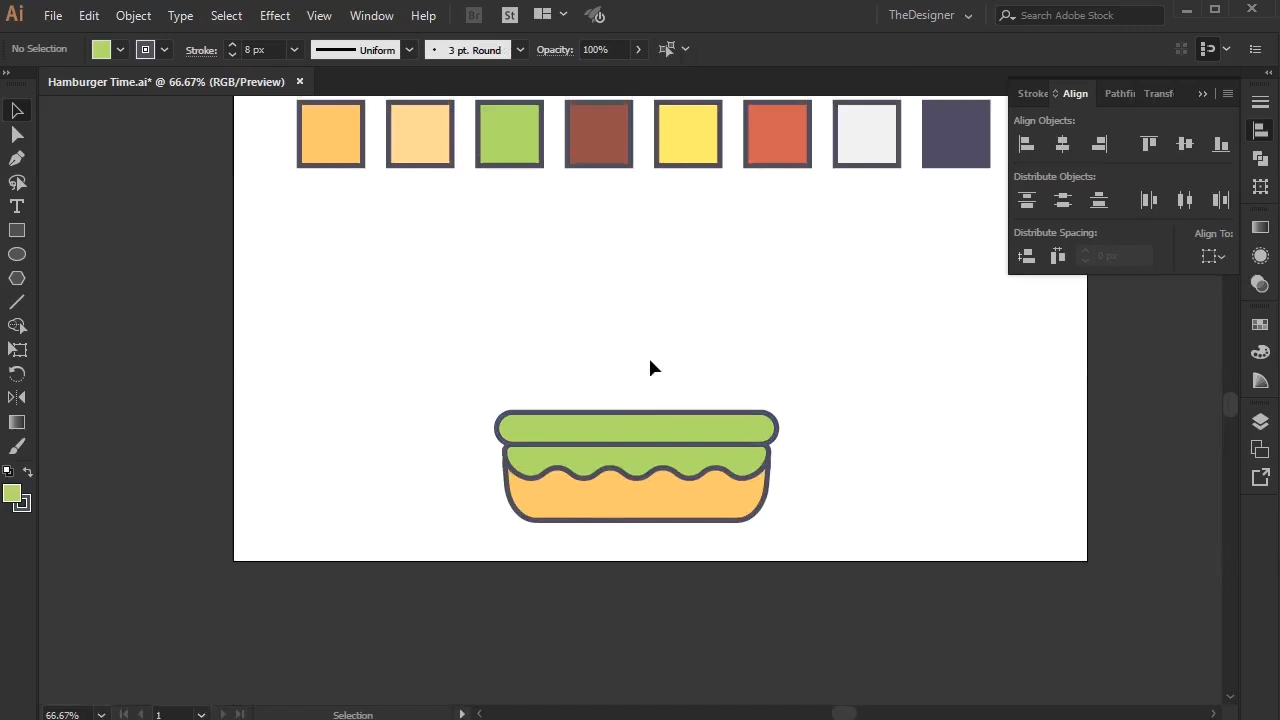 Ai File Edit Object Type Select Effect View Window Help Br St TheDesigner Search Adobe Stock
No Selection Stroke: 8 px Uniform 3 pt. Round Opacity: 100%
Hamburger Time.ai* @ 66.67% (RGB/Preview)
Stroke Align Pathfi Transf
Align Objects:
Distribute Objects:
Distribute Spacing: Align To:
0 px
66.67% 1 Selection